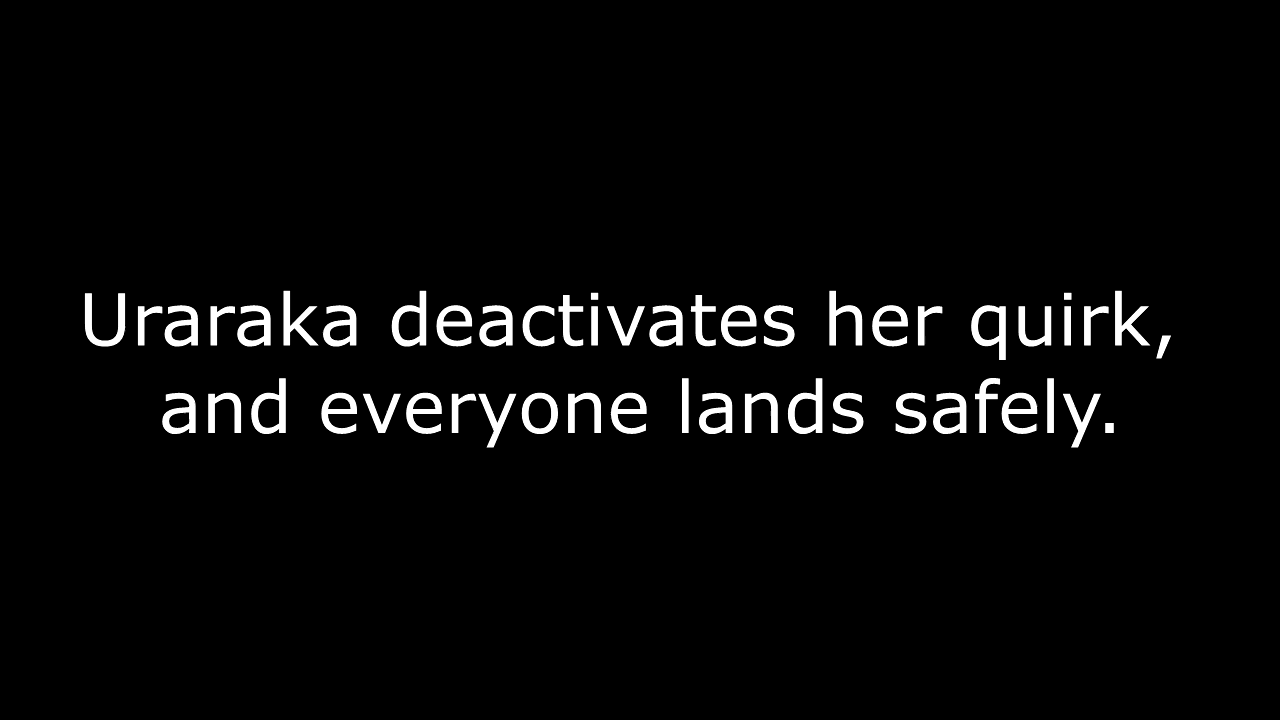 Uraraka deactivates her quirk,
and everyone lands safely.